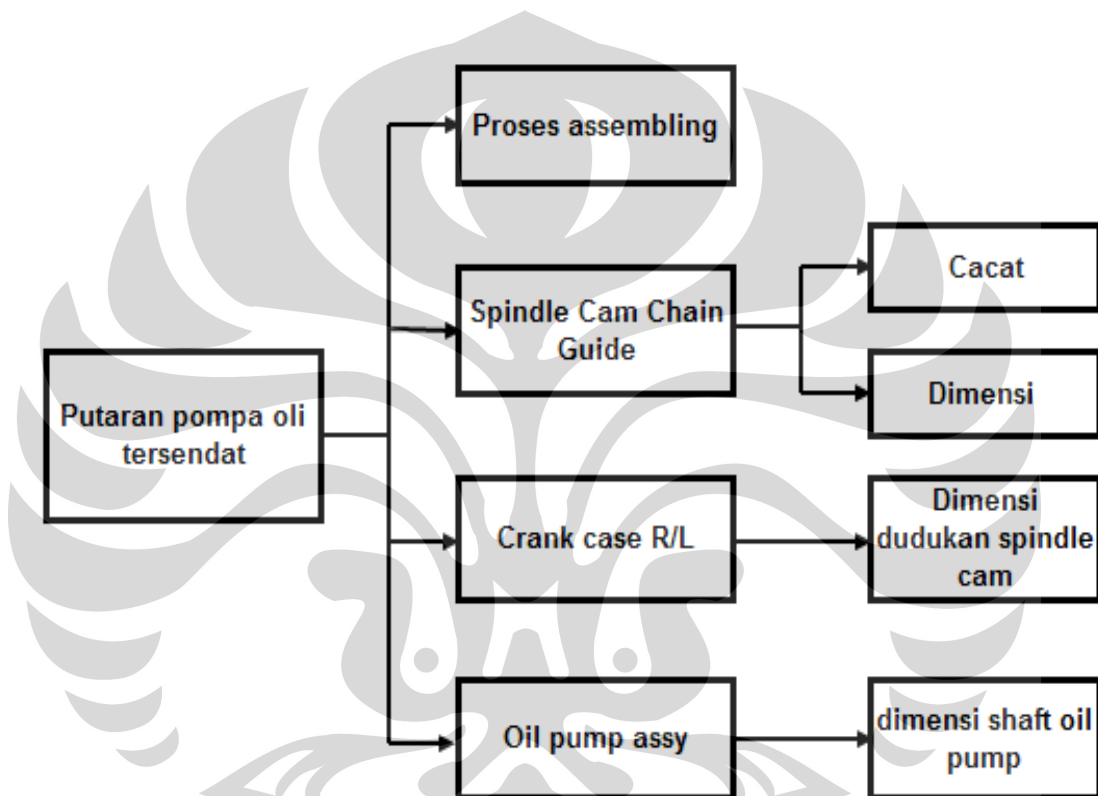 Proses assembling
Spindle Cam Chain
Guide
Cacat
Dimensi
Putaran pompa oli
tersendat
Crank case R/L
Dimensi
dudukan spindle
cam
Oil pump assy
dimensi shaft oil
pump